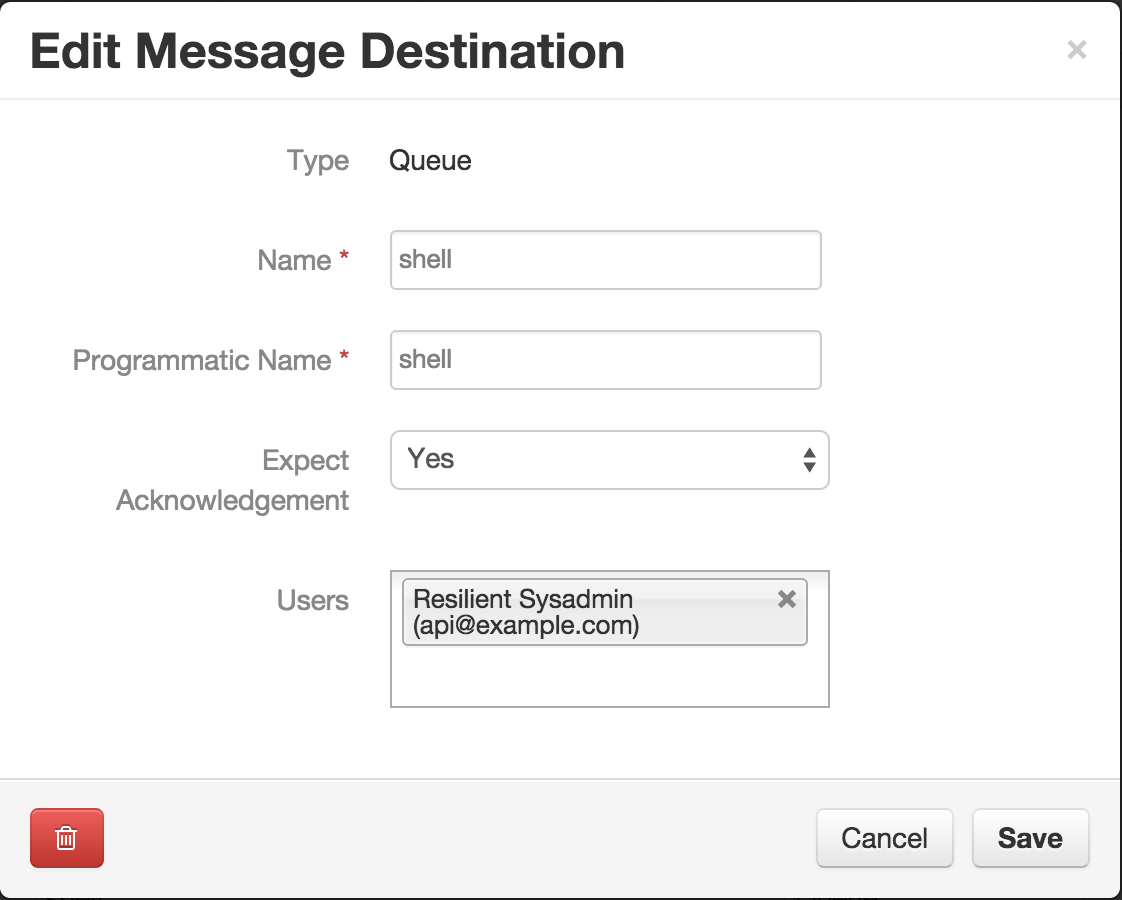 Edit Message Destination
×
Type Queue
Name * shell
Programmatic Name * shell
Expect
Acknowledgement
Yes
Users
Resilient Sysadmin
(api@example.com)
Cancel Save